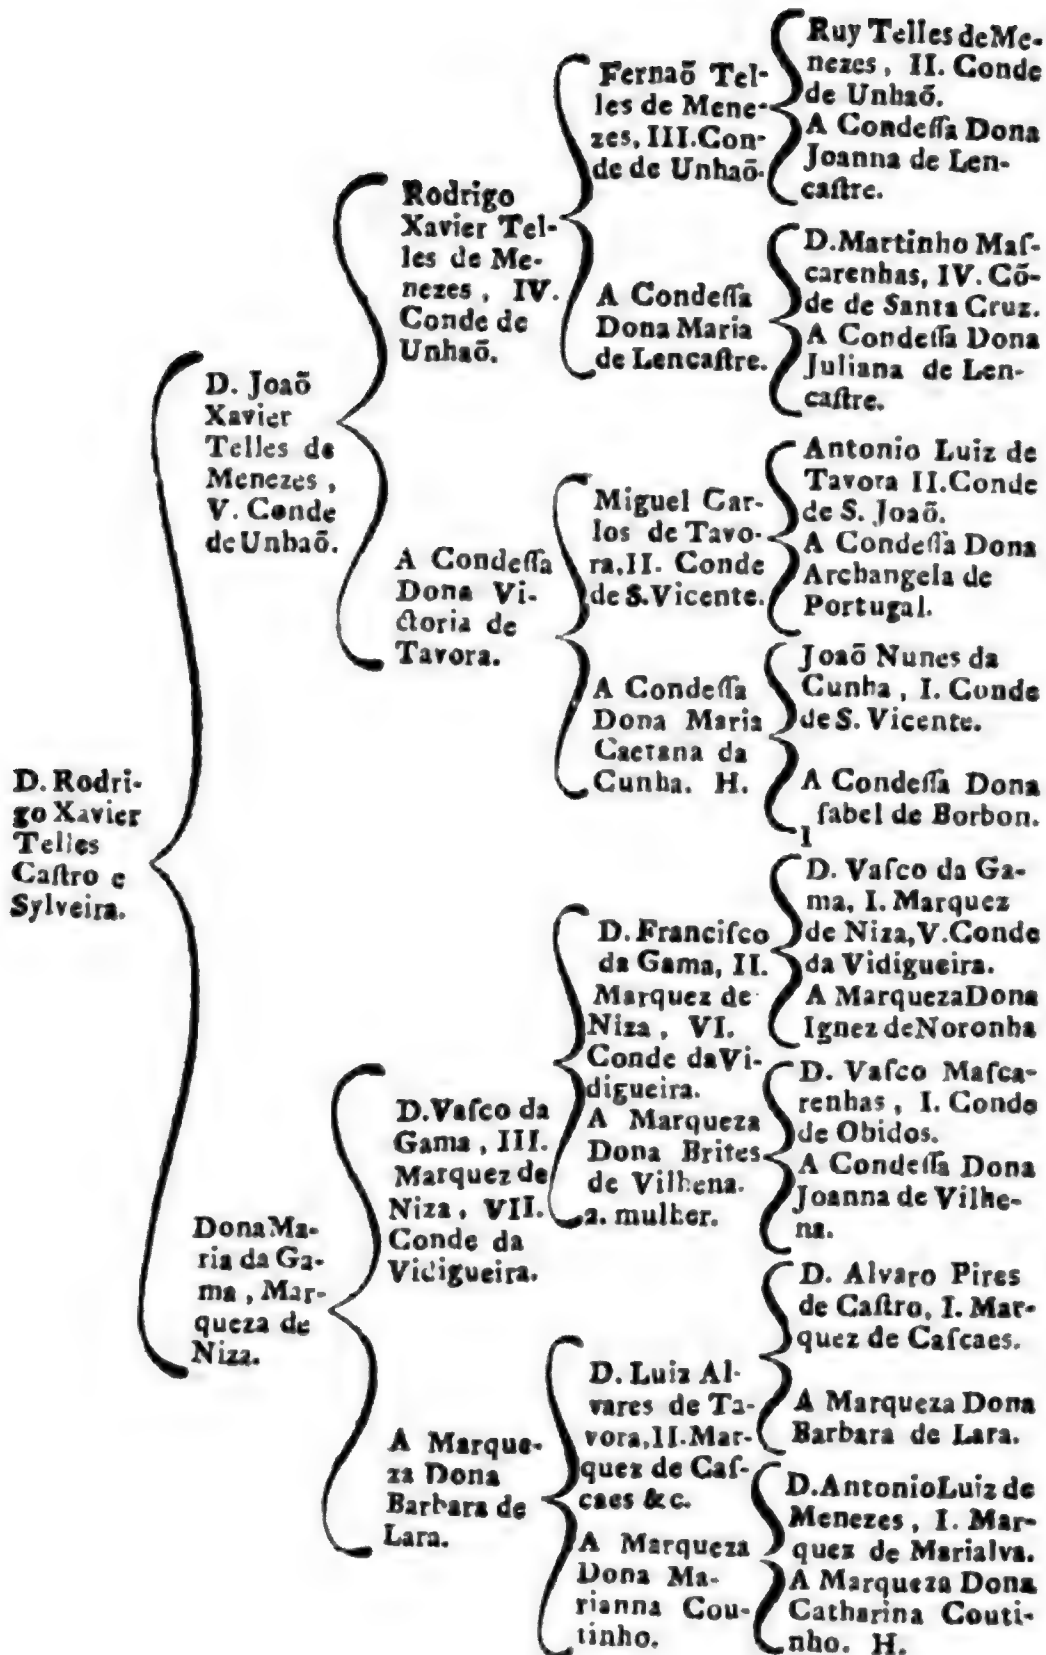 D. Rodri-
go Xavier
Telles
Caſtro e
Sylveira.
D. Joaõ
Xavier
Telles de
Menezes ,
V. Conde
de Unhaõ.
Dona Ma-
ria da Ga-
ma , Mar-
queza de
Niza.
Rodrigo
Xavier Tel-
les de Me-
nezes , IV.
Conde de
Unhaõ.
A Condeſſa
Dona Vi-
ctoria de
Tavora.
D. Vaſco da
Gama , III.
Marquez de
Niza , VII.
Conde da
Vidigueira.
A Marque-
za Dona
Barbara de
Lara.
Fernaõ Tel-
les de Mene-
zes, III. Con-
de de Unhaõ.
A Condeſſa
Dona Maria
de Lencaſtre.
Miguel Car-
los de Tavo-
ra, II. Conde
de S. Vicente.
A Condeſſa
Dona Maria
Caetana da
Cunha. H.
D. Franciſco
da Gama, II.
Marquez de
Niza , VI.
Conde da Vi-
digueira.
A Marqueza
Dona Brites
de Vilhena.
2. mulher.
D. Luiz Al-
vares de Ta-
vora, II. Mar-
quez de Caſ-
caes &c.
A Marqueza
Dona Ma-
rianna Cou-
tinho.
Ruy Telles de Me-
nezes , II. Conde
de Unhaõ.
A Condeſſa Dona
Joanna de Len-
caſtre.
D. Martinho Maſ-
carenhas, IV. Cõ-
de de Santa Cruz.
A Condeſſa Dona
Juliana de Len-
caſtre.
Antonio Luiz de
Tavora II. Conde
de S. Joaõ.
A Condeſſa Dona
Archangela de
Portugal.
Joaõ Nunes da
Cunha , I. Conde
de S. Vicente.
A Condeſſa Dona
Iſabel de Borbon.
D. Vaſco da Ga-
ma, I. Marquez
de Niza, V. Conde
da Vidigueira.
A Marqueza Dona
Ignez de Noronha
D. Vaſco Maſca-
renhas , I. Conde
de Obidos.
A Condeſſa Dona
Joanna de Vilhe-
na.
D. Alvaro Pires
de Caſtro, I. Mar-
quez de Caſcaes.
A Marqueza Dona
Barbara de Lara.
D. Antonio Luiz de
Menezes , I. Mar-
quez de Marialva.
A Marqueza Dona
Catharina Couti-
nho. H.